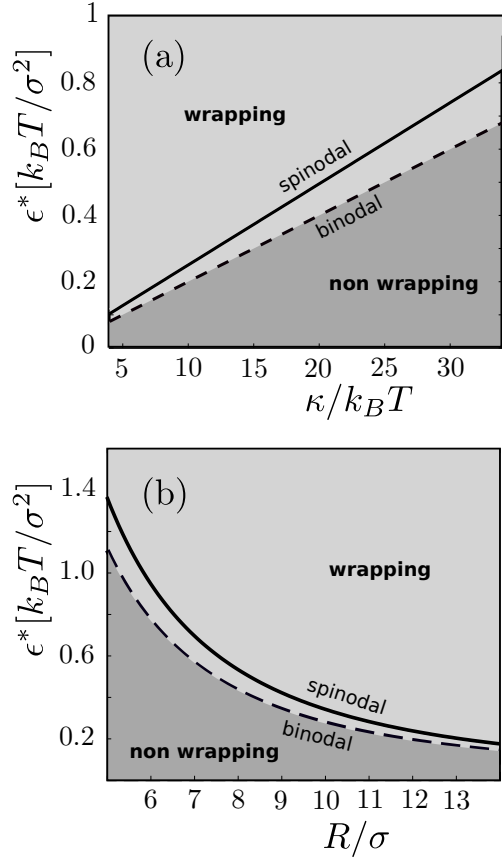 (a)
1
0.8
0.6
0.4
0.2
0
ϵ*[k_BT/σ²]
wrapping
spinodal
binodal
non wrapping
5 10 15 20 25 30
κ/k_BT
(b)
1.4
1.0
0.6
0.2
ϵ*[k_BT/σ²]
wrapping
spinodal
binodal
non wrapping
6 7 8 9 10 11 12 13
R/σ